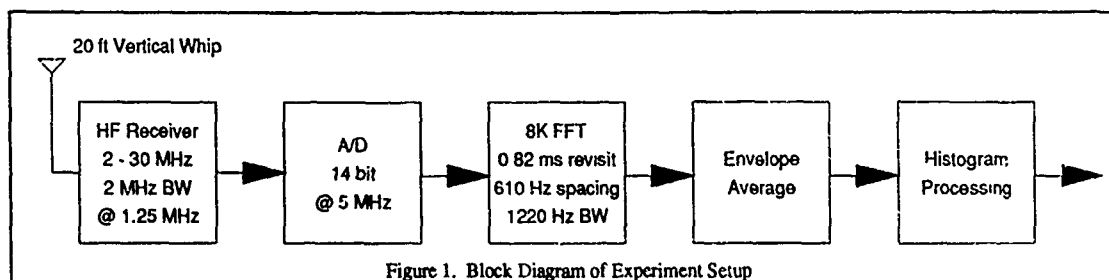 20 ft Vertical Whip
HF Receiver
2 - 30 MHz
2 MHz BW
@ 1.25 MHz
A/D
14 bit
@ 5 MHz
8K FFT
0 82 ms revisit
610 Hz spacing
1220 Hz BW
Envelope
Average
Histogram
Processing
Figure 1. Block Diagram of Experiment Setup